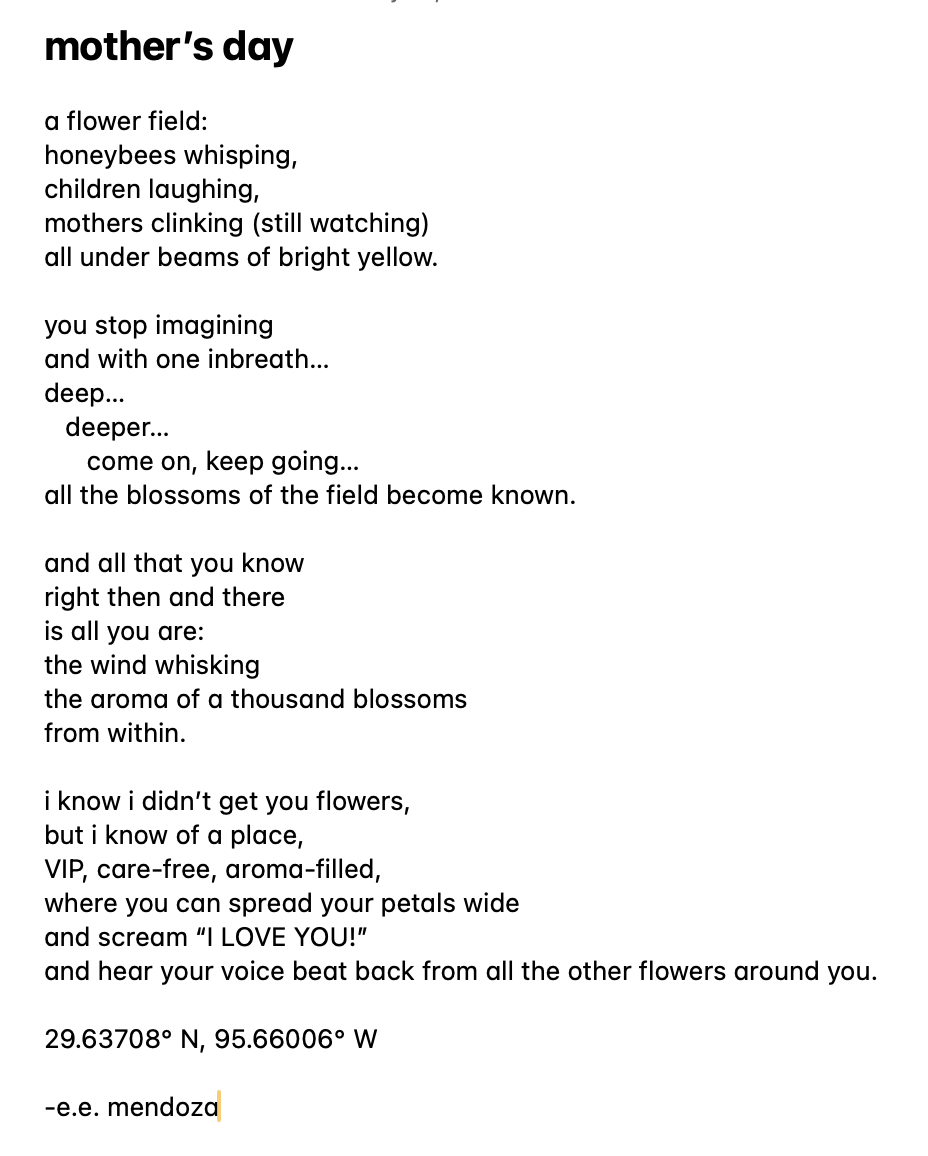 mother’s day
a flower field:
honeybees whisping,
children laughing,
mothers clinking (still watching)
all under beams of bright yellow.
you stop imagining
and with one inbreath...
deep...
deeper...
come on, keep going...
all the blossoms of the field become known.
and all that you know
right then and there
is all you are:
the wind whisking
the aroma of a thousand blossoms
from within.
i know i didn’t get you flowers,
but i know of a place,
VIP, care-free, aroma-filled,
where you can spread your petals wide
and scream “I LOVE YOU!”
and hear your voice beat back from all the other flowers around you.
29.63708° N, 95.66006° W
-e.e. mendoza